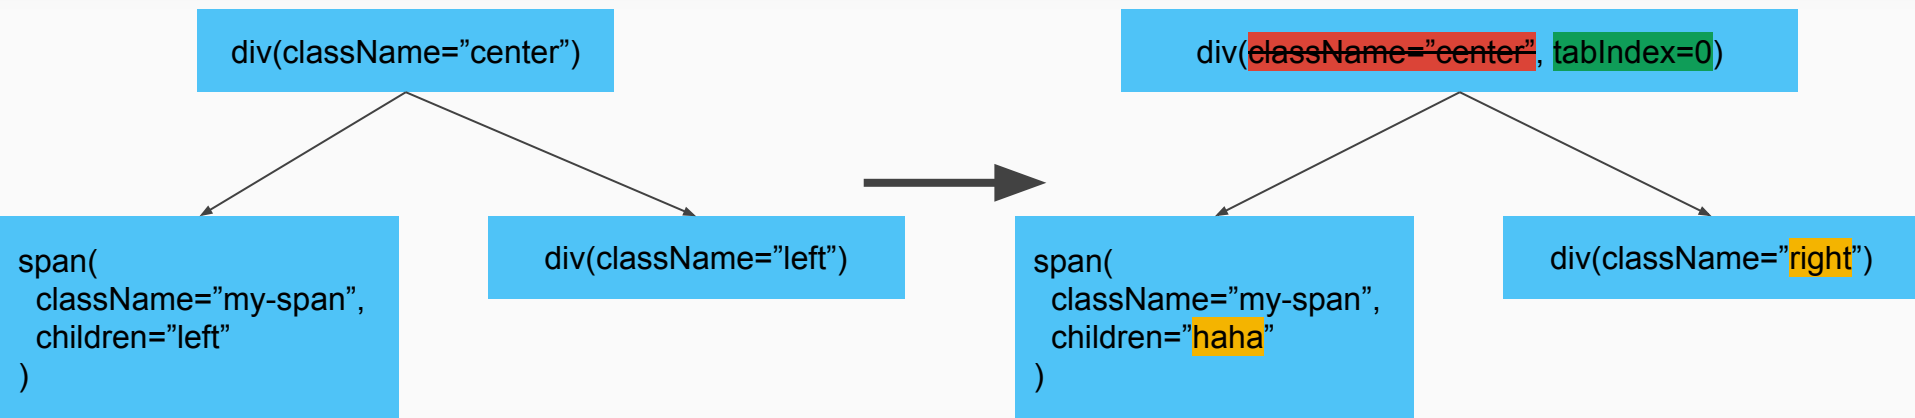 div(className=”center”)
div(className=”center”, tabIndex=0)
span(
className=”my-span”,
children=”left”
)
div(className=”left”)
span(
className=”my-span”,
children=”haha”
)
div(className=”right”)